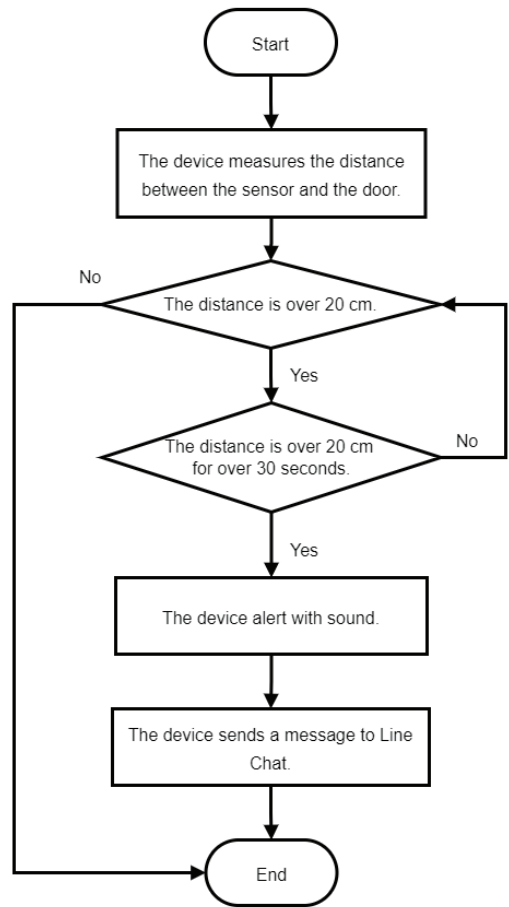 Start
The device measures the distance
between the sensor and the door.
No
The distance is over 20 cm.
Yes
The distance is over 20 cm
for over 30 seconds.
No
Yes
The device alert with sound.
The device sends a message to Line
Chat.
End